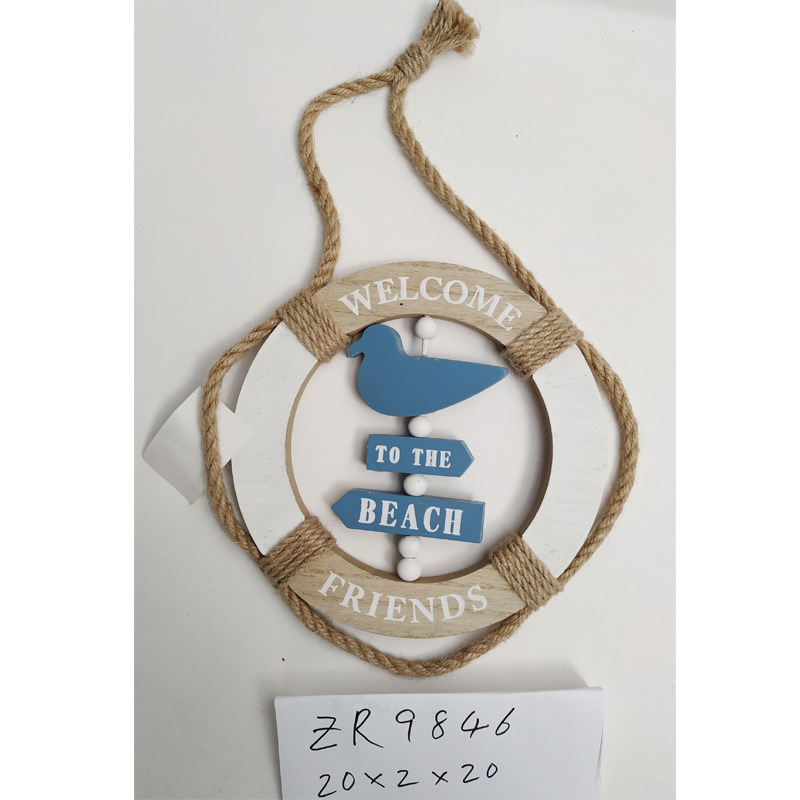 WELCOME
TO THE
BEACH
FRIENDS
ZR9846
20×2×20